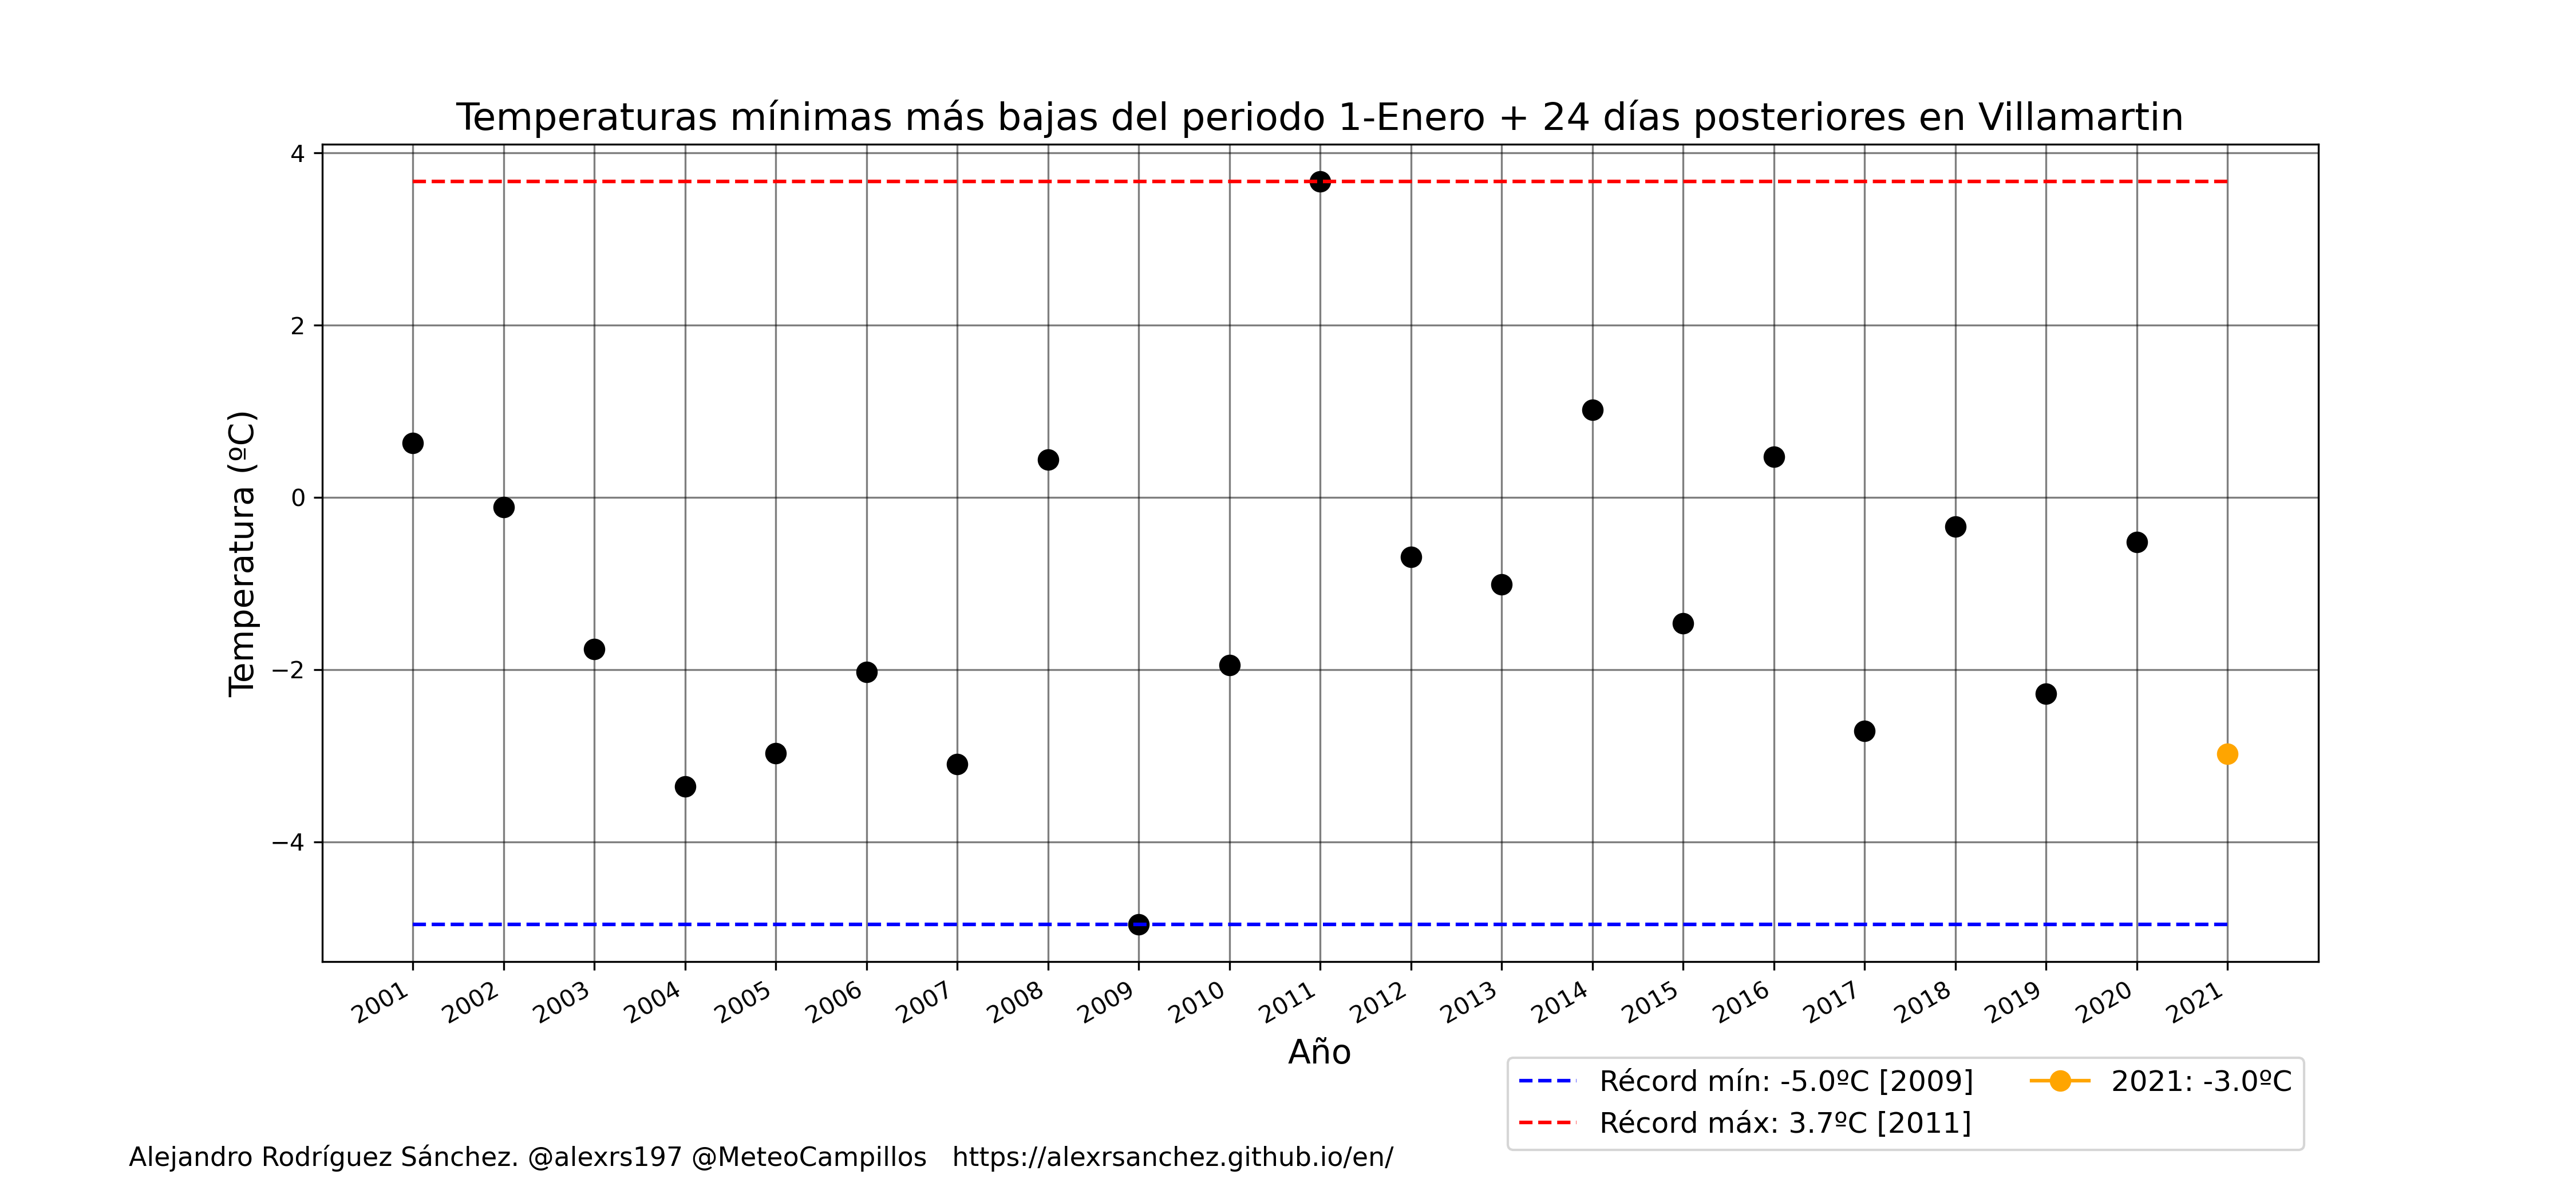 Temperaturas mínimas más bajas del periodo 1-Enero + 24 días posteriores en Villamartin
4
2
0
−2
−4
Temperatura (ºC)
2001 2002 2003 2004 2005 2006 2007 2008 2009 2010 2011 2012 2013 2014 2015 2016 2017 2018 2019 2020 2021
Año
Récord mín: -5.0ºC [2009]
Récord máx: 3.7ºC [2011]
2021: -3.0ºC
Alejandro Rodríguez Sánchez. @alexrs197 @MeteoCampillos https://alexrsanchez.github.io/en/